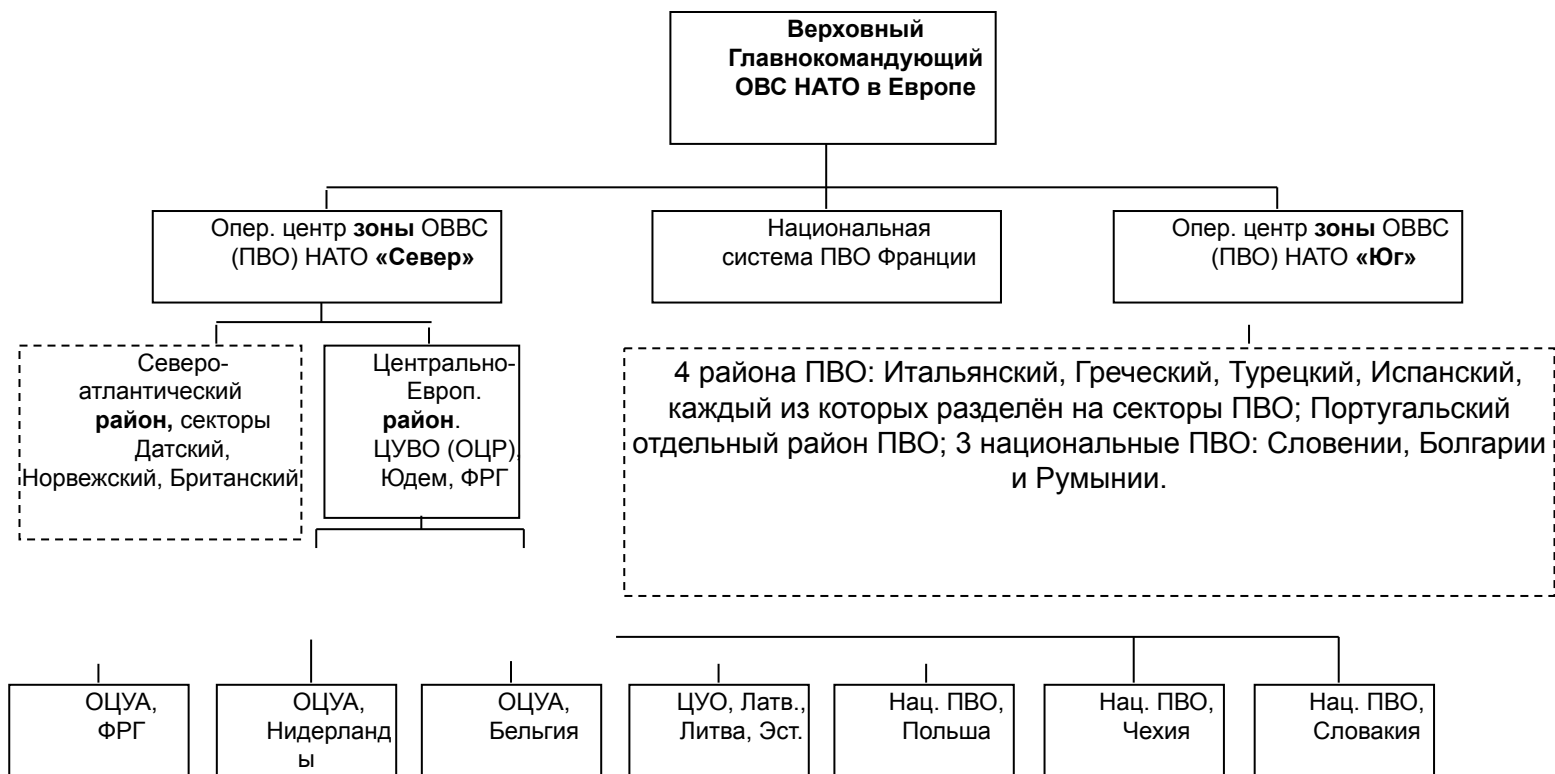 Верховный
Главнокомандующий
ОВС НАТО в Европе
Опер. центр зоны ОВВС
(ПВО) НАТО «Север»
Национальная
система ПВО Франции
Опер. центр зоны ОВВС
(ПВО) НАТО «Юг»
Северо-
атлантический
район, секторы
Датский,
Норвежский, Британский
Центрально-
Европ.
район.
ЦУВО (ОЦР),
Юдем, ФРГ
4 района ПВО: Итальянский, Греческий, Турецкий, Испанский,
каждый из которых разделён на секторы ПВО; Португальский
отдельный район ПВО; 3 национальные ПВО: Словении, Болгарии
и Румынии.
ОЦУА,
ФРГ
ОЦУА,
Нидерланд
ы
ОЦУА,
Бельгия
ЦУО, Латв.,
Литва, Эст.
Нац. ПВО,
Польша
Нац. ПВО,
Чехия
Нац. ПВО,
Словакия